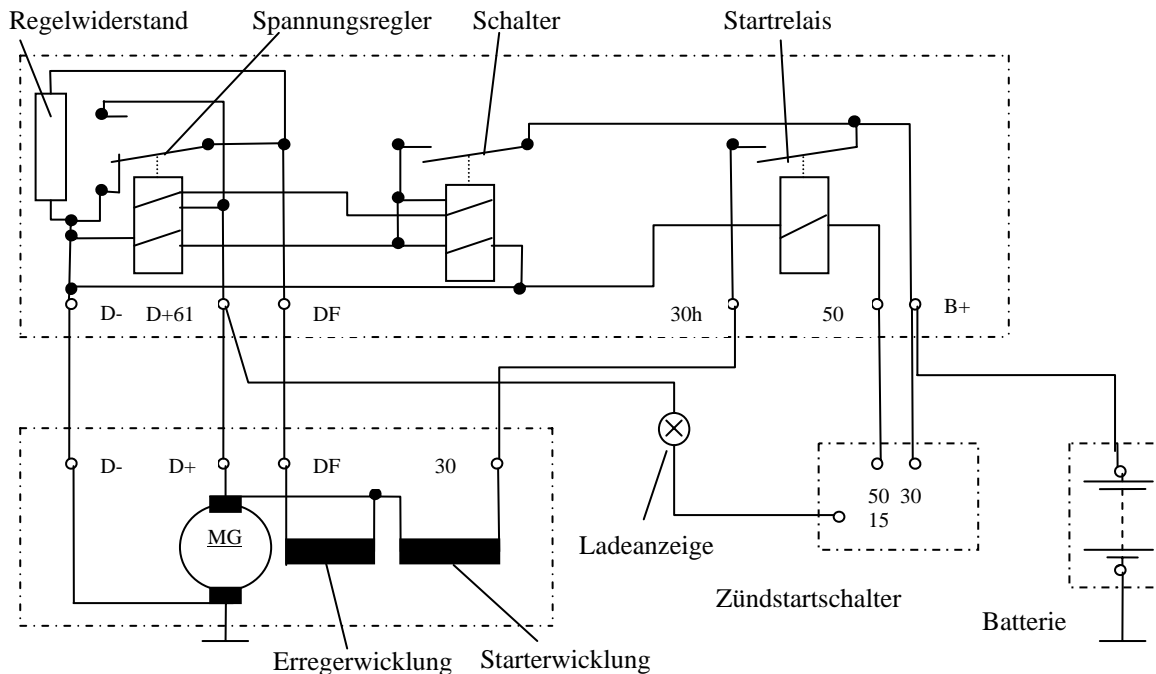 Regelwiderstand Spannungsregler Schalter Startrelais
D- D+61 DF 30h 50 B+
D- D+ DF 30
50 30
15
MG
Ladeanzeige
Zündstartschalter
Batterie
Erregerwicklung Starterwicklung